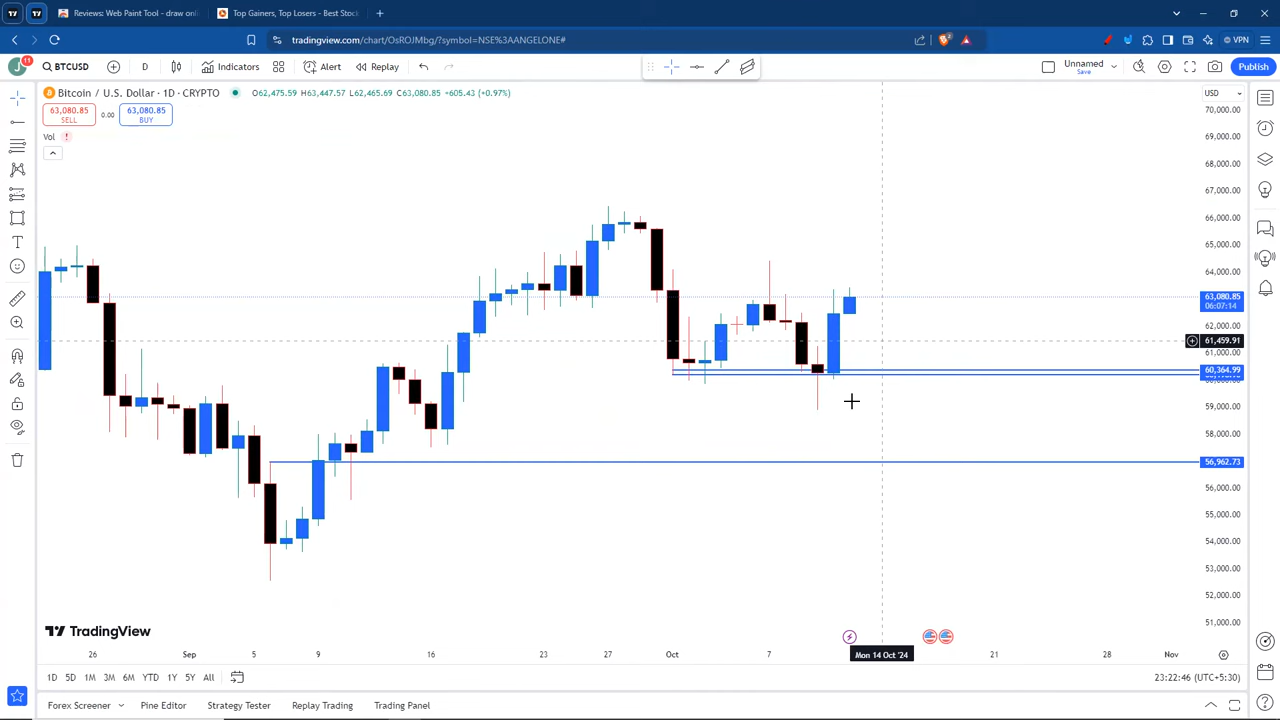 Reviews: Web Paint Tool - draw onl
Top Gainers, Top Losers - Best Stock
tradingview.com/chart/OsROJMbg/?symbol=NSE%3AANGELONE#
2
VPN
J
11
BTCUSD
D
Indicators
Alert
Replay
Unnamed
Save
Publish
Bitcoin / U.S. Dollar · 1D · CRYPTO
O62,475.59 H63,447.57 L62,465.69 C63,080.85 +605.43 (+0.97%)
USD
63,080.85
SELL
0.00
63,080.85
BUY
Vol
70,000.00
69,000.00
68,000.00
67,000.00
66,000.00
65,000.00
64,000.00
63,080.85
06:07:14
62,000.00
61,459.91
61,000.00
60,364.99
59,000.00
58,000.00
56,962.73
56,000.00
55,000.00
54,000.00
53,000.00
52,000.00
51,000.00
TradingView
26
Sep
5
9
16
23
27
Oct
7
Mon 14 Oct '24
21
28
Nov
1D
5D
1M
3M
6M
YTD
1Y
5Y
All
23:22:46 (UTC+5:30)
Forex Screener
Pine Editor
Strategy Tester
Replay Trading
Trading Panel